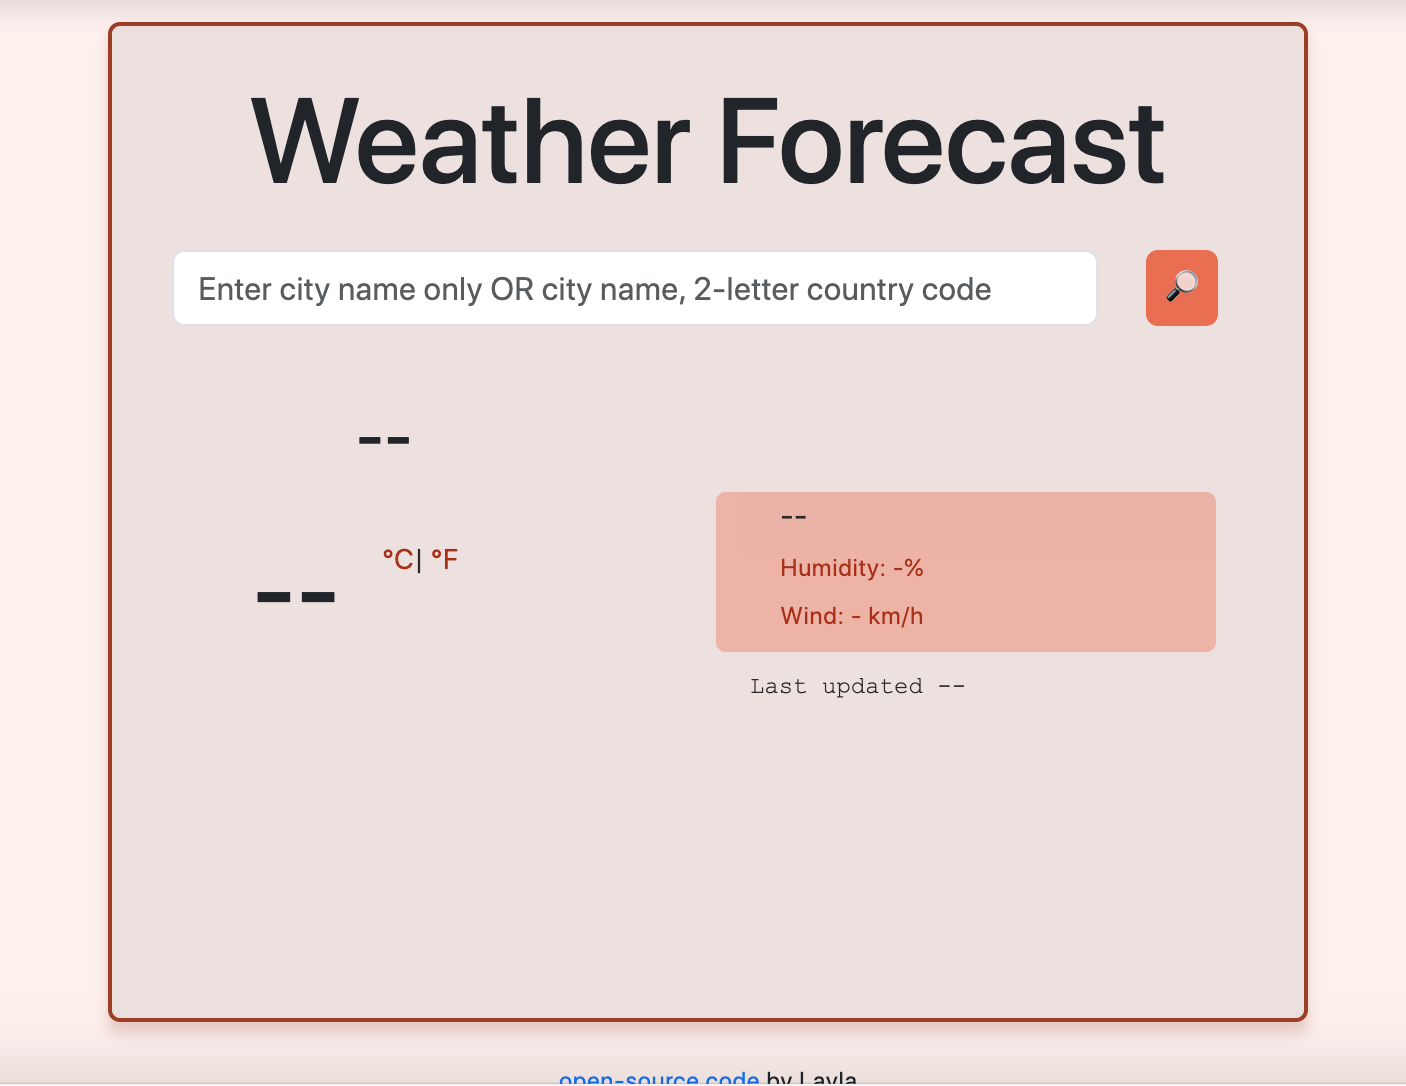 Weather Forecast
Enter city name only OR city name, 2-letter country code
--
--
°C| °F
--
Humidity: -%
Wind: - km/h
Last updated --
open-source code by Layla